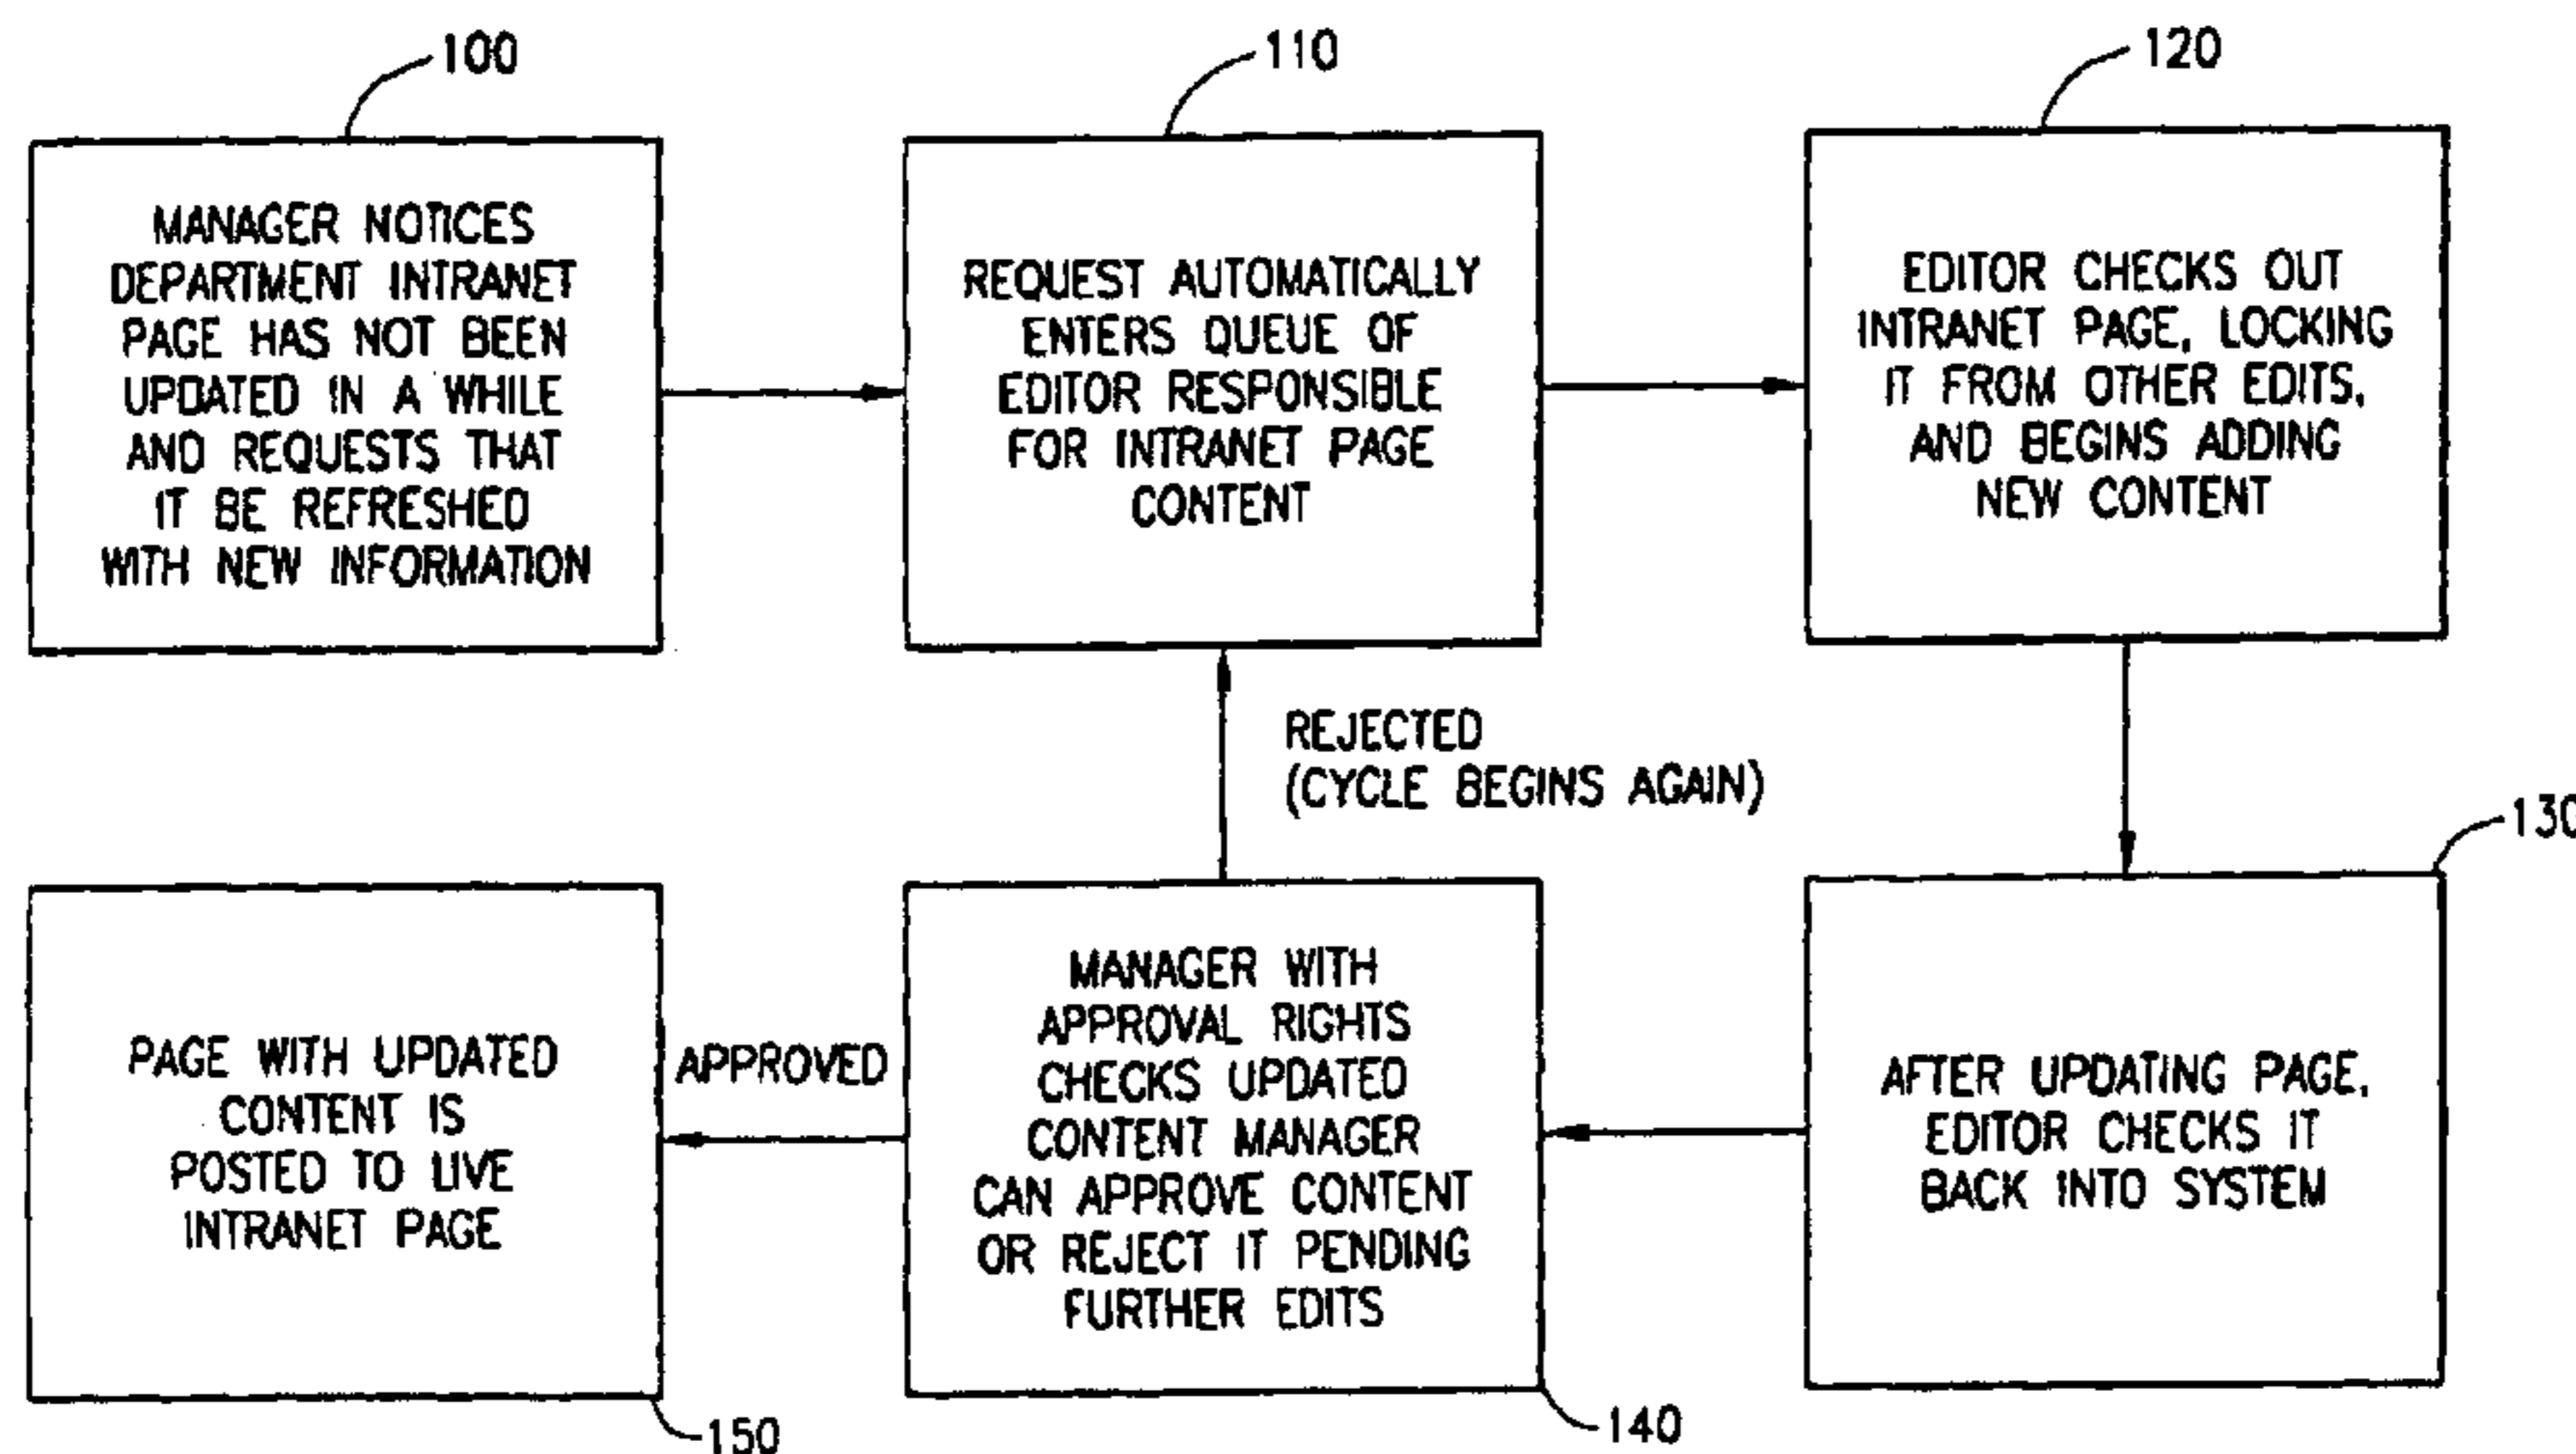 100
MANAGER NOTICES
DEPARTMENT INTRANET
PAGE HAS NOT BEEN
UPDATED IN A WHILE
AND REQUESTS THAT
IT BE REFRESHED
WITH NEW INFORMATION
110
REQUEST AUTOMATICALLY
ENTERS QUEUE OF
EDITOR RESPONSIBLE
FOR INTRANET PAGE
CONTENT
120
EDITOR CHECKS OUT
INTRANET PAGE, LOCKING
IT FROM OTHER EDITS,
AND BEGINS ADDING
NEW CONTENT
REJECTED
(CYCLE BEGINS AGAIN)
130
AFTER UPDATING PAGE,
EDITOR CHECKS IT
BACK INTO SYSTEM
MANAGER WITH
APPROVAL RIGHTS
CHECKS UPDATED
CONTENT MANAGER
CAN APPROVE CONTENT
OR REJECT IT PENDING
FURTHER EDITS
140
APPROVED
PAGE WITH UPDATED
CONTENT IS
POSTED TO LIVE
INTRANET PAGE
150